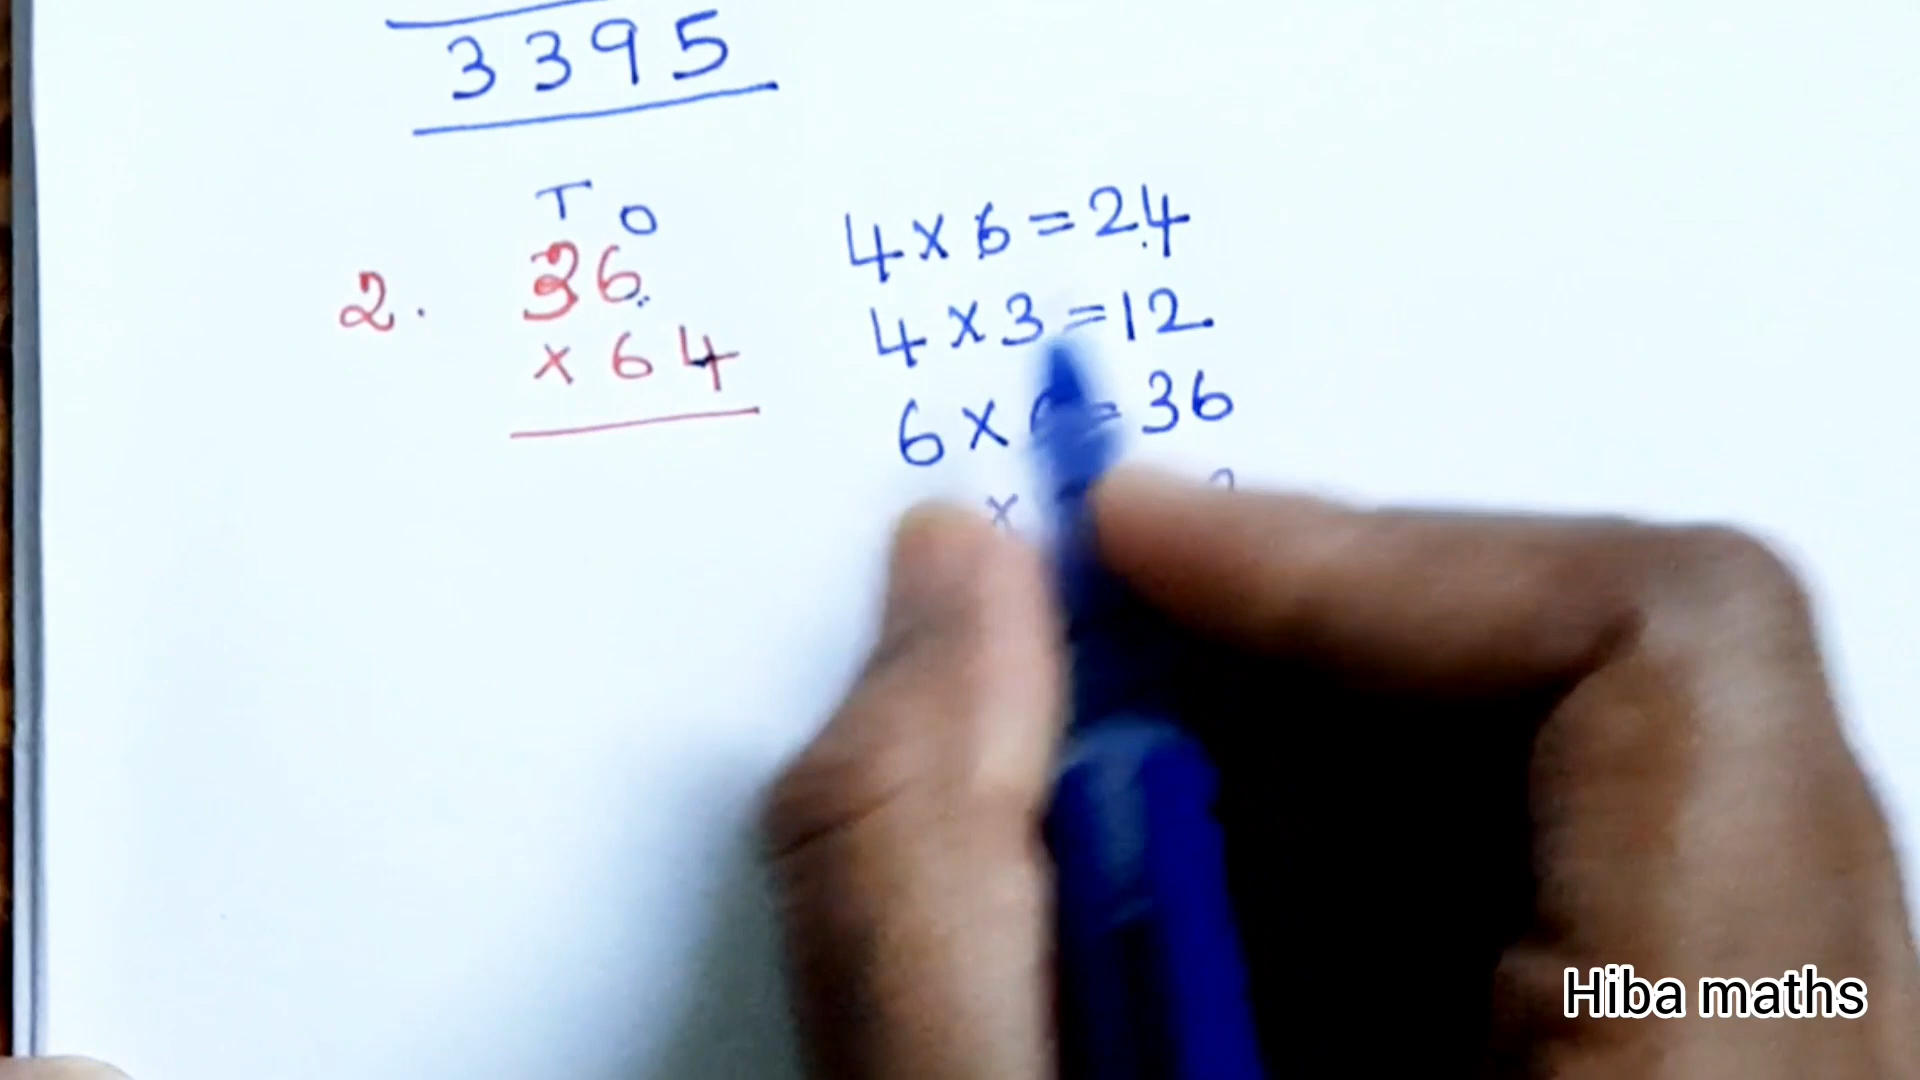 3395
T O
2. 36
× 64
4 × 6 = 24
4 × 3 = 12
6 × = 36
×
Hiba maths